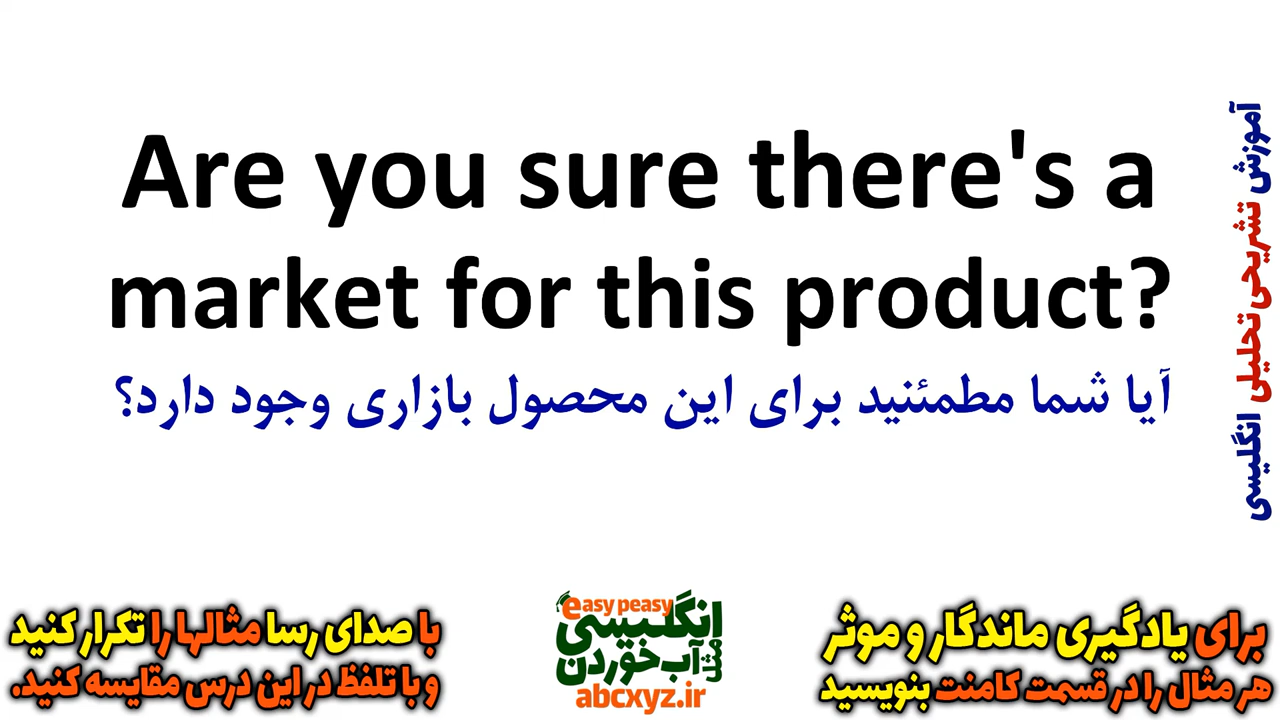 Are you sure there's a
market for this product?
آیا شما مطمئنید برای این محصول بازاری وجود دارد؟
آموزش تشریحی تحلیلی انگلیسی
برای یادگیری ماندگار و موثر
هر مثال را در قسمت کامنت بنویسید
easy peasy
انگلیسی
مثل آب خوردن
abcxyz.ir
با صدای رسا مثالها را تکرار کنید
و با تلفظ در این درس مقایسه کنید.